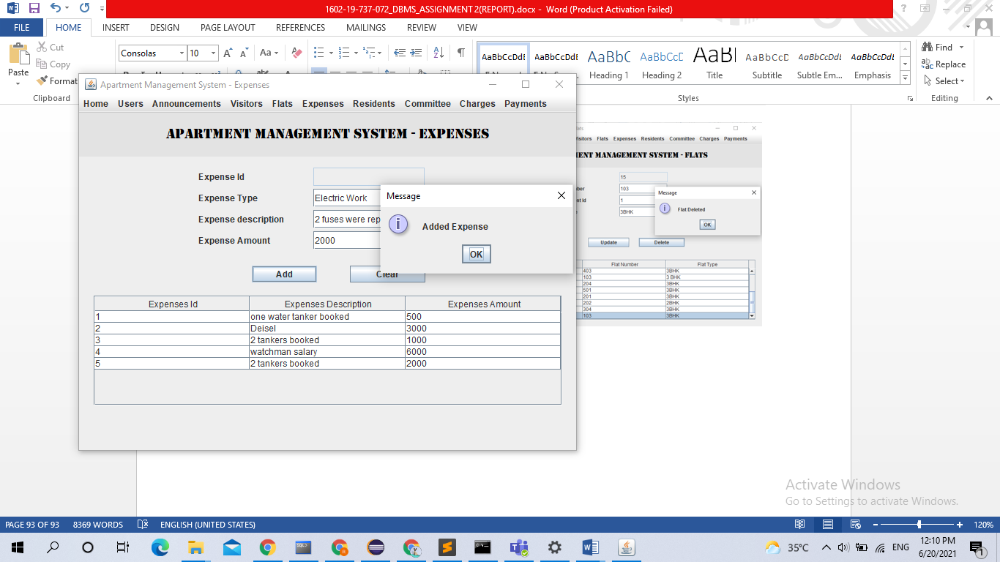 1602-19-737-072_DBMS_ASSIGNMENT 2(REPORT).docx - Word (Product Activation Failed)
FILE HOME INSERT DESIGN PAGE LAYOUT REFERENCES MAILINGS REVIEW VIEW
Paste
Cut
Copy
Format
Clipboard
Consolas 10
Aa
AaBbCcDdI AaBbCcDdI AaBbC AaBbCcC AaBl AaBbCcD AaBbCcDdI AaBbCcDdI
Heading 1 Heading 2 Title Subtitle Subtle Em... Emphasis
Styles
Find
Replace
Select
Editing
Apartment Management System - Expenses
Home Users Announcements Visitors Flats Expenses Residents Committee Charges Payments
APARTMENT MANAGEMENT SYSTEM - EXPENSES
Expense Id
Expense Type Electric Work
Expense description 2 fuses were rep
Expense Amount 2000
Add Clear
Message
Added Expense
OK
Expenses Id Expenses Description Expenses Amount
1 one water tanker booked 500
2 Deisel 3000
3 2 tankers booked 1000
4 watchman salary 6000
5 2 tankers booked 2000
isitors Flats Expenses Residents Committee Charges Payments
MENT MANAGEMENT SYSTEM - FLATS
15
ber 103
nt Id 1
3BHK
Message
Flat Deleted
OK
Update Delete
Flat Number Flat Type
403 3BHK
103 3 BHK
204 3BHK
501 3BHK
201 3BHK
202 2BHK
304 3BHK
103 3BHK
Activate Windows
Go to Settings to activate Windows.
PAGE 93 OF 93 8369 WORDS ENGLISH (UNITED STATES) 120%
35°C ENG 12:10 PM
6/20/2021
1